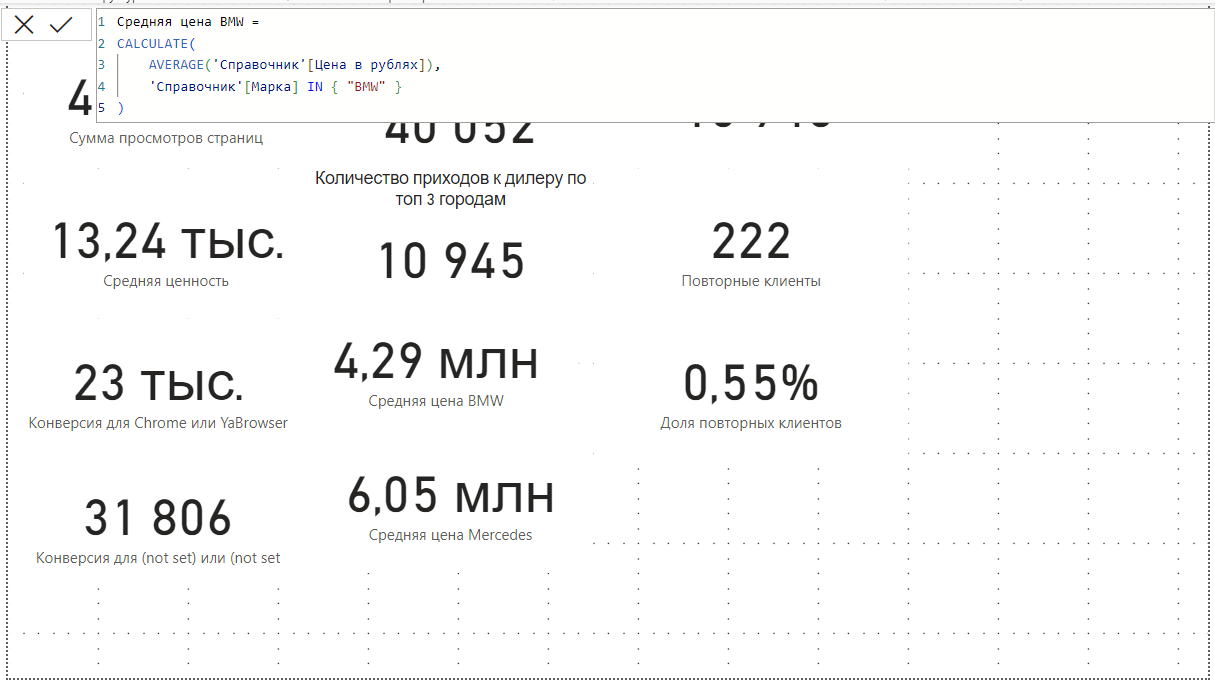 1 Средняя цена BMW =
2 CALCULATE(
3 AVERAGE('Справочник'[Цена в рублях]),
4 'Справочник'[Марка] IN { "BMW" }
5 )
4
Сумма просмотров страниц
40 052
Количество приходов к дилеру по
топ 3 городам
13,24 тыс.
Средняя ценность
10 945
222
Повторные клиенты
4,29 млн
Средняя цена BMW
23 тыс.
Конверсия для Chrome или YaBrowser
0,55%
Доля повторных клиентов
6,05 млн
Средняя цена Mercedes
31 806
Конверсия для (not set) или (not set